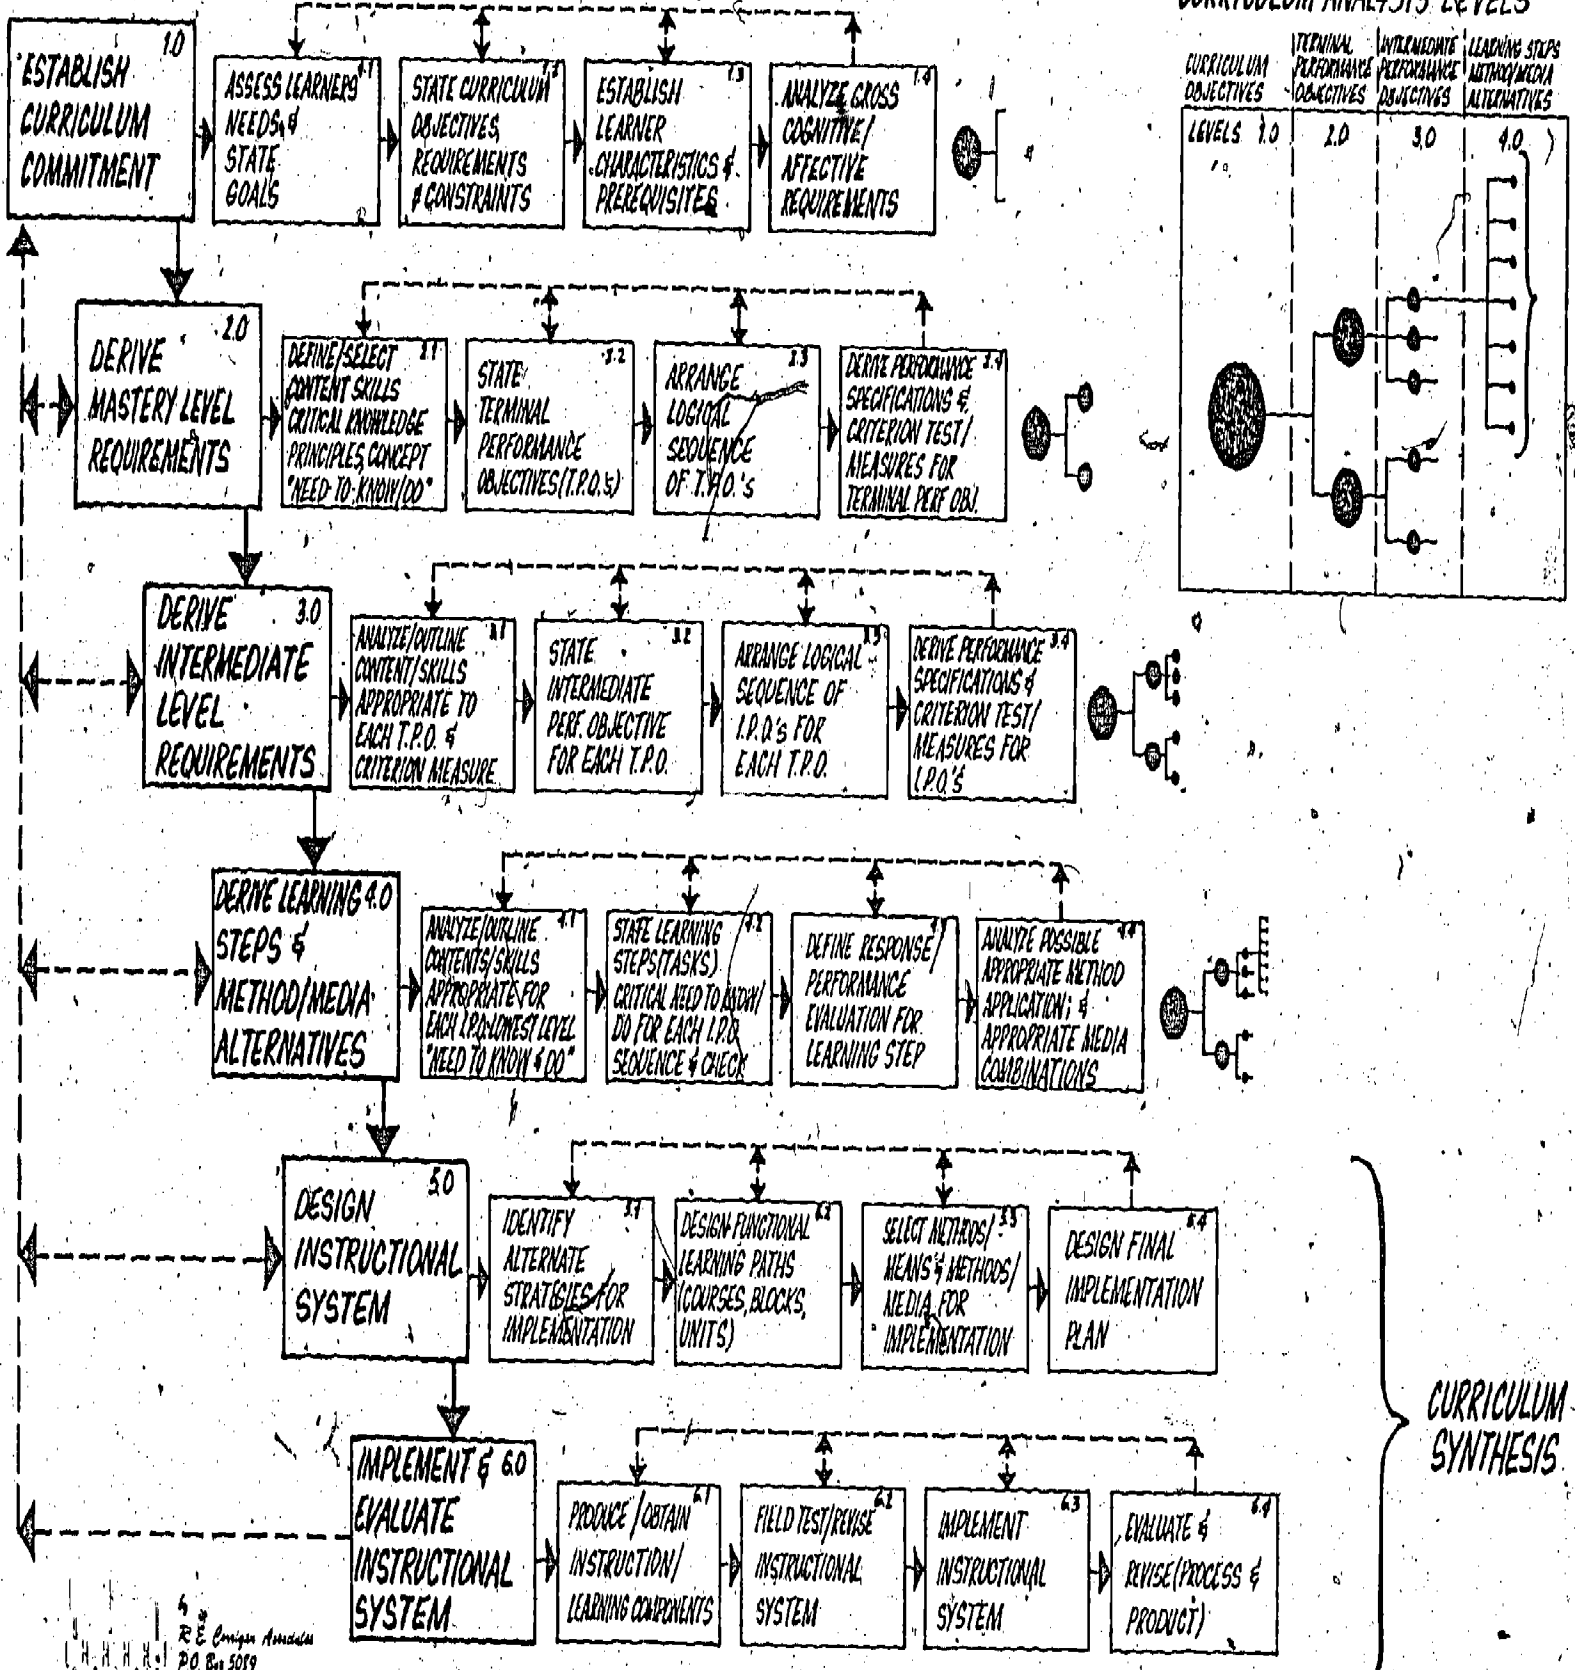 CURRICULUM ANALYSIS LEVELS
CURRICULUM
OBJECTIVES
TERMINAL
PERFORMANCE
OBJECTIVES
INTERMEDIATE
PERFORMANCE
OBJECTIVES
LEARNING STEPS
METHOD/MEDIA
ALTERNATIVES
LEVELS 1.0
2.0
3.0
4.0
1.0
ESTABLISH
CURRICULUM
COMMITMENT
1.1
ASSESS LEARNERS
NEEDS, &
STATE
GOALS
1.2
STATE CURRICULUM
OBJECTIVES,
REQUIREMENTS
& CONSTRAINTS
1.3
ESTABLISH
LEARNER
CHARACTERISTICS &
PREREQUISITES
1.4
ANALYZE GROSS
COGNITIVE/
AFFECTIVE
REQUIREMENTS
2.0
DERIVE
MASTERY LEVEL
REQUIREMENTS
2.1
DEFINE/SELECT
CONTENT SKILLS
CRITICAL KNOWLEDGE
PRINCIPLES, CONCEPT
"NEED-TO-KNOW/DO"
2.2
STATE
TERMINAL
PERFORMANCE
OBJECTIVES (T.P.O.'s)
2.3
ARRANGE
LOGICAL
SEQUENCE
OF T.P.O.'s
2.4
DERIVE PERFORMANCE
SPECIFICATIONS &
CRITERION TEST/
MEASURES FOR
TERMINAL PERF OBJ.
3.0
DERIVE
INTERMEDIATE
LEVEL
REQUIREMENTS
3.1
ANALYZE/OUTLINE
CONTENT/SKILLS
APPROPRIATE TO
EACH T.P.O. &
CRITERION MEASURE
3.2
STATE
INTERMEDIATE
PERF. OBJECTIVE
FOR EACH T.P.O.
3.3
ARRANGE LOGICAL
SEQUENCE OF
I.P.O.'s FOR
EACH T.P.O.
3.4
DERIVE PERFORMANCE
SPECIFICATIONS &
CRITERION TEST/
MEASURES FOR
I.P.O.'s
DERIVE LEARNING 4.0
STEPS &
METHOD/MEDIA
ALTERNATIVES
4.1
ANALYZE/OUTLINE
CONTENTS/SKILLS
APPROPRIATE FOR
EACH I.P.O. LOWEST LEVEL
"NEED TO KNOW & DO"
4.2
STATE LEARNING
STEPS (TASKS)
CRITICAL NEED TO KNOW/
DO FOR EACH I.P.O.
SEQUENCE & CHECK
4.3
DEFINE RESPONSE/
PERFORMANCE
EVALUATION FOR
LEARNING STEP
4.4
ANALYZE POSSIBLE
APPROPRIATE METHOD
APPLICATION; &
APPROPRIATE MEDIA
COMBINATIONS
5.0
DESIGN
INSTRUCTIONAL
SYSTEM
5.1
IDENTIFY
ALTERNATE
STRATEGIES FOR
IMPLEMENTATION
5.2
DESIGN FUNCTIONAL
LEARNING PATHS
(COURSES, BLOCKS,
UNITS)
5.3
SELECT METHODS/
MEANS & METHODS/
MEDIA FOR
IMPLEMENTATION
5.4
DESIGN FINAL
IMPLEMENTATION
PLAN
CURRICULUM
SYNTHESIS
IMPLEMENT & 6.0
EVALUATE
INSTRUCTIONAL
SYSTEM
6.1
PRODUCE/OBTAIN
INSTRUCTION/
LEARNING COMPONENTS
6.2
FIELD TEST/REVISE
INSTRUCTIONAL
SYSTEM
6.3
IMPLEMENT
INSTRUCTIONAL
SYSTEM
6.4
EVALUATE &
REVISE (PROCESS &
PRODUCT)
by
R E Corrigan Associates
P.O. Box 5089